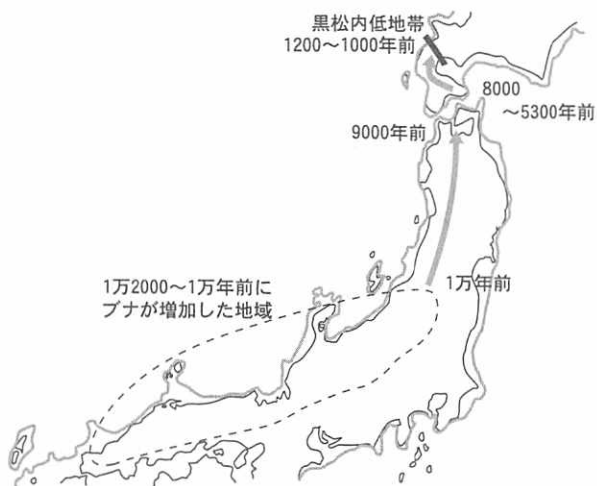 黒松内低地帯
1200〜1000年前
8000
〜5300年前
9000年前
1万年前
1万2000〜1万年前に
ブナが増加した地域